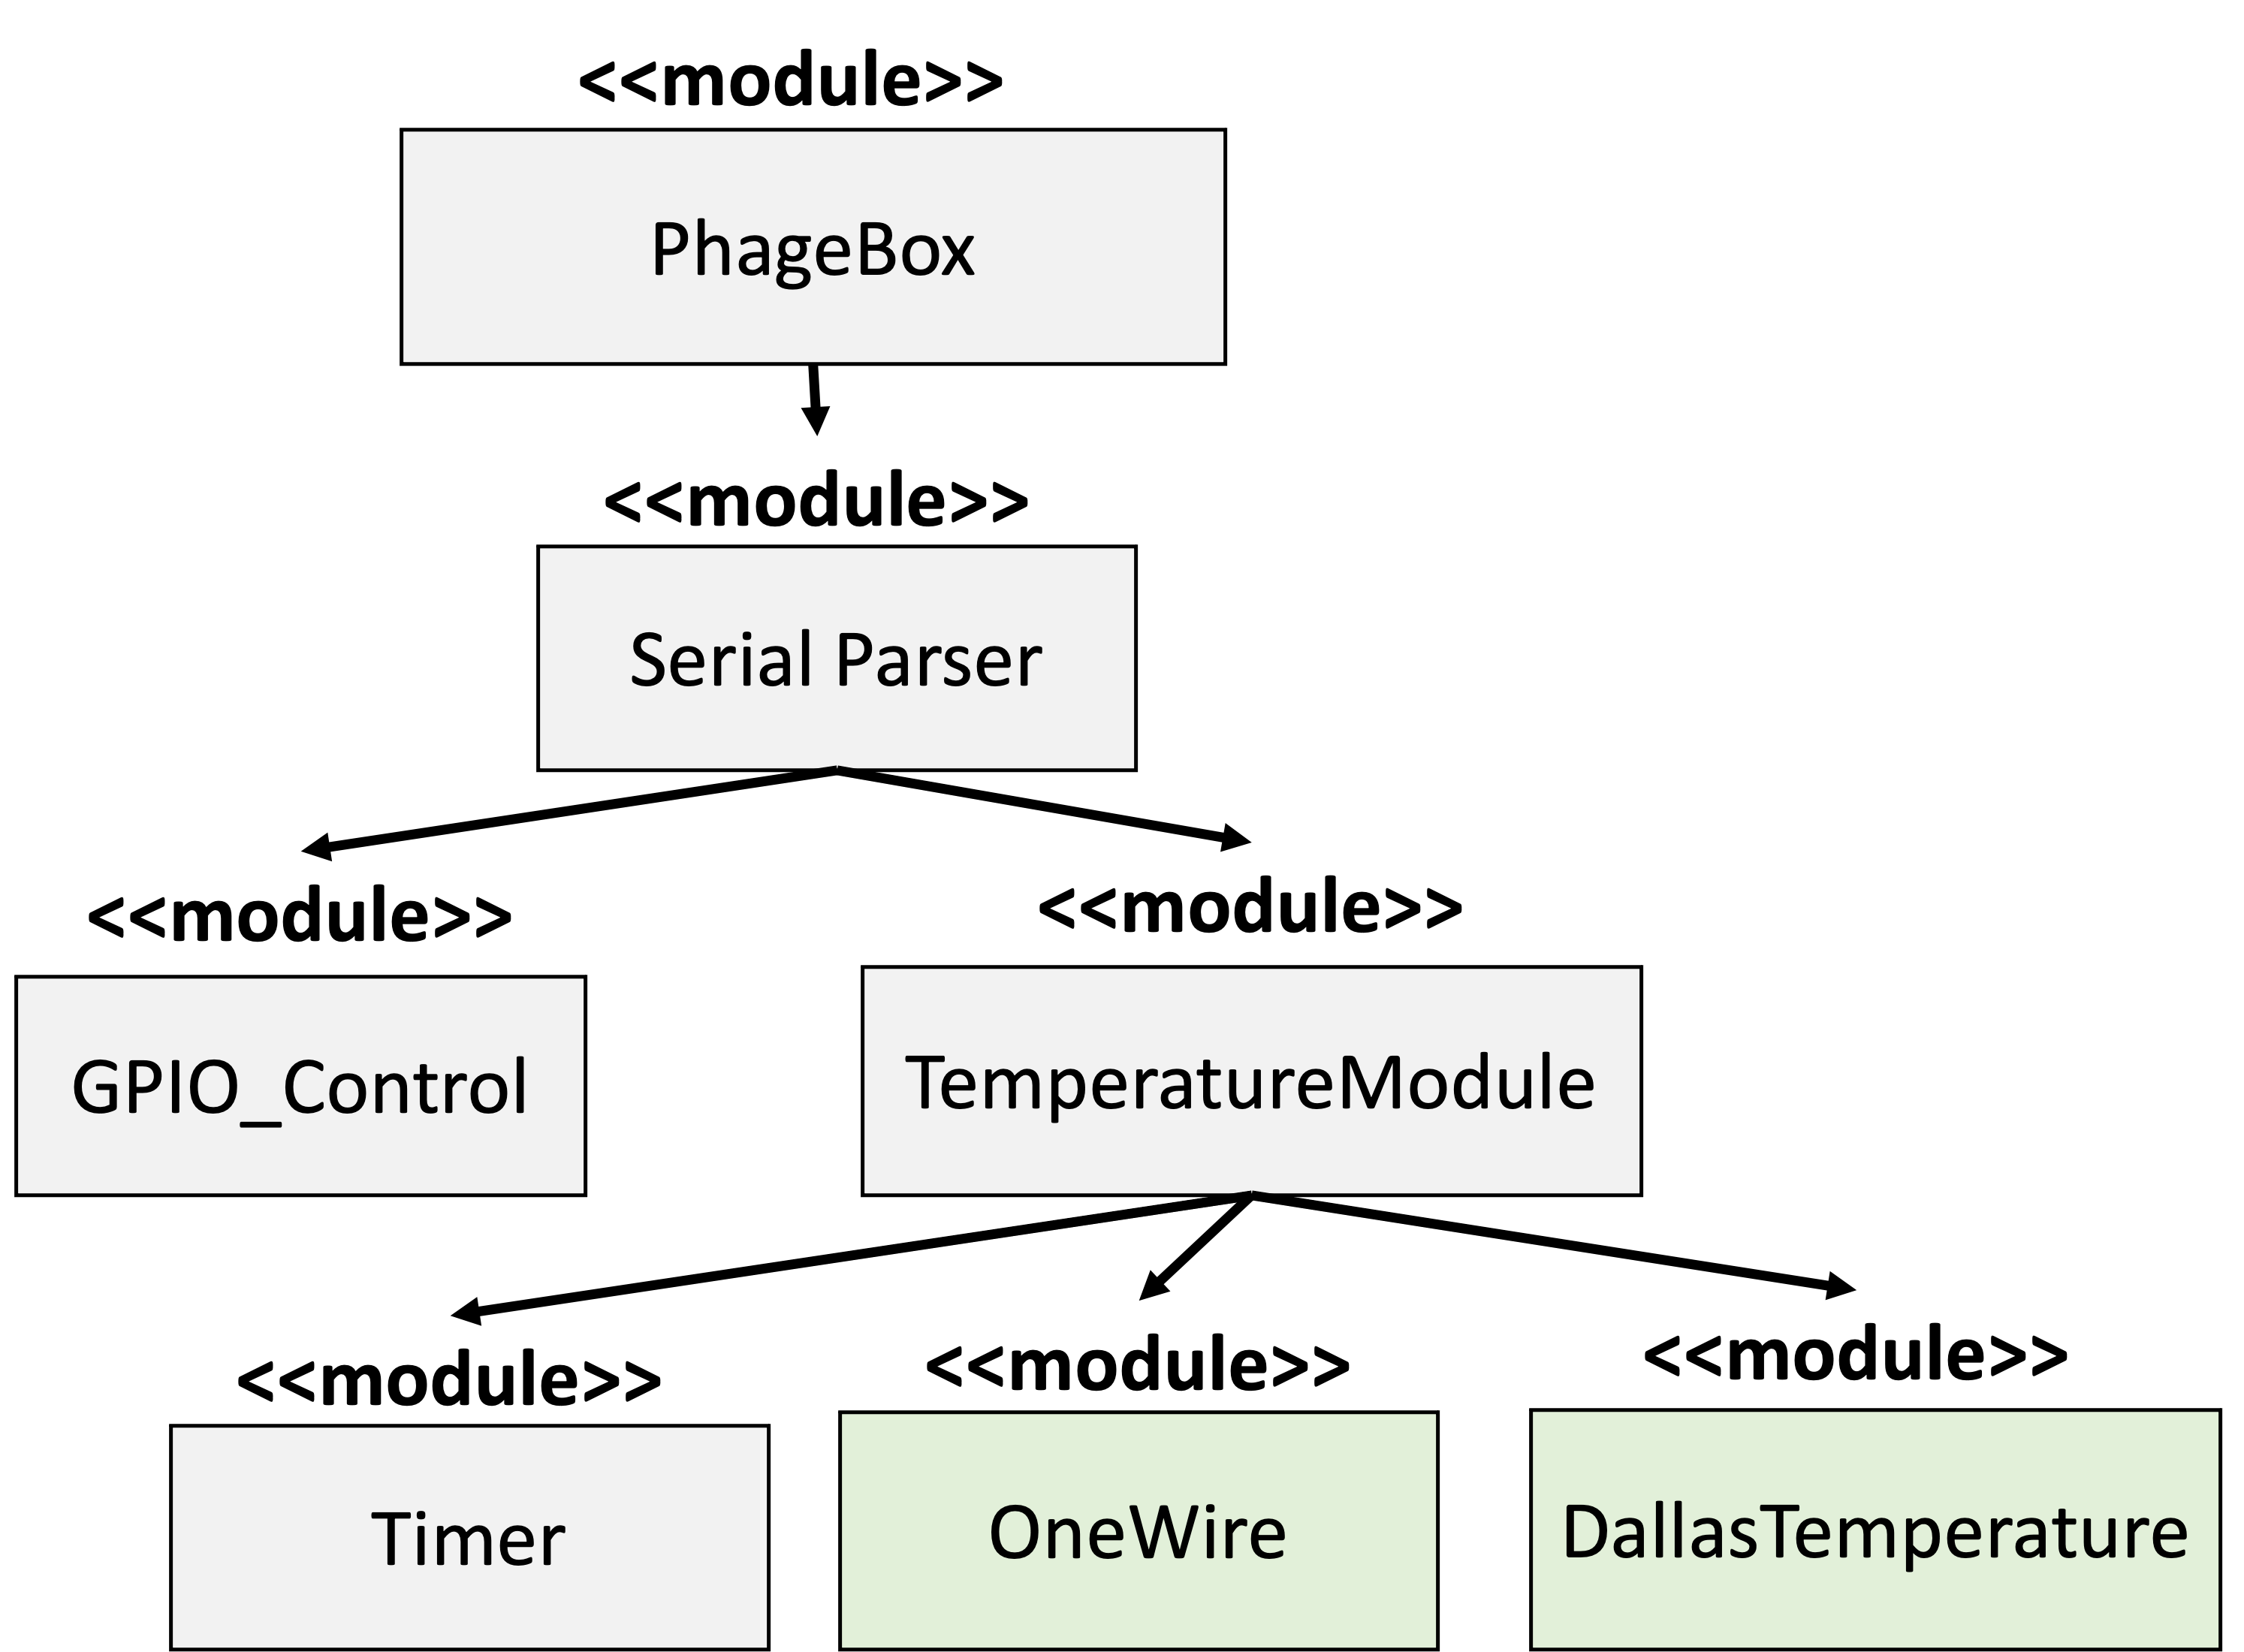 <<module>>
PhageBox
<<module>>
Serial Parser
<<module>>
<<module>>
GPIO_Control
TemperatureModule
<<module>>
<<module>>
<<module>>
Timer
OneWire
DallasTemperature